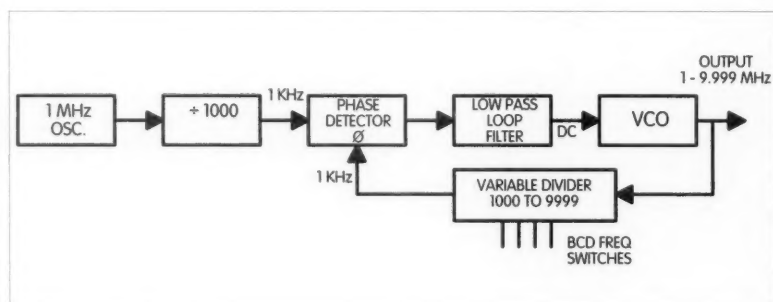 OUTPUT
1 - 9.999 MHz
1 MHz
OSC.
÷ 1000
1 KHz
PHASE
DETECTOR
Ø
LOW PASS
LOOP
FILTER
DC
VCO
1 KHz
VARIABLE DIVIDER
1000 TO 9999
BCD FREQ
SWITCHES